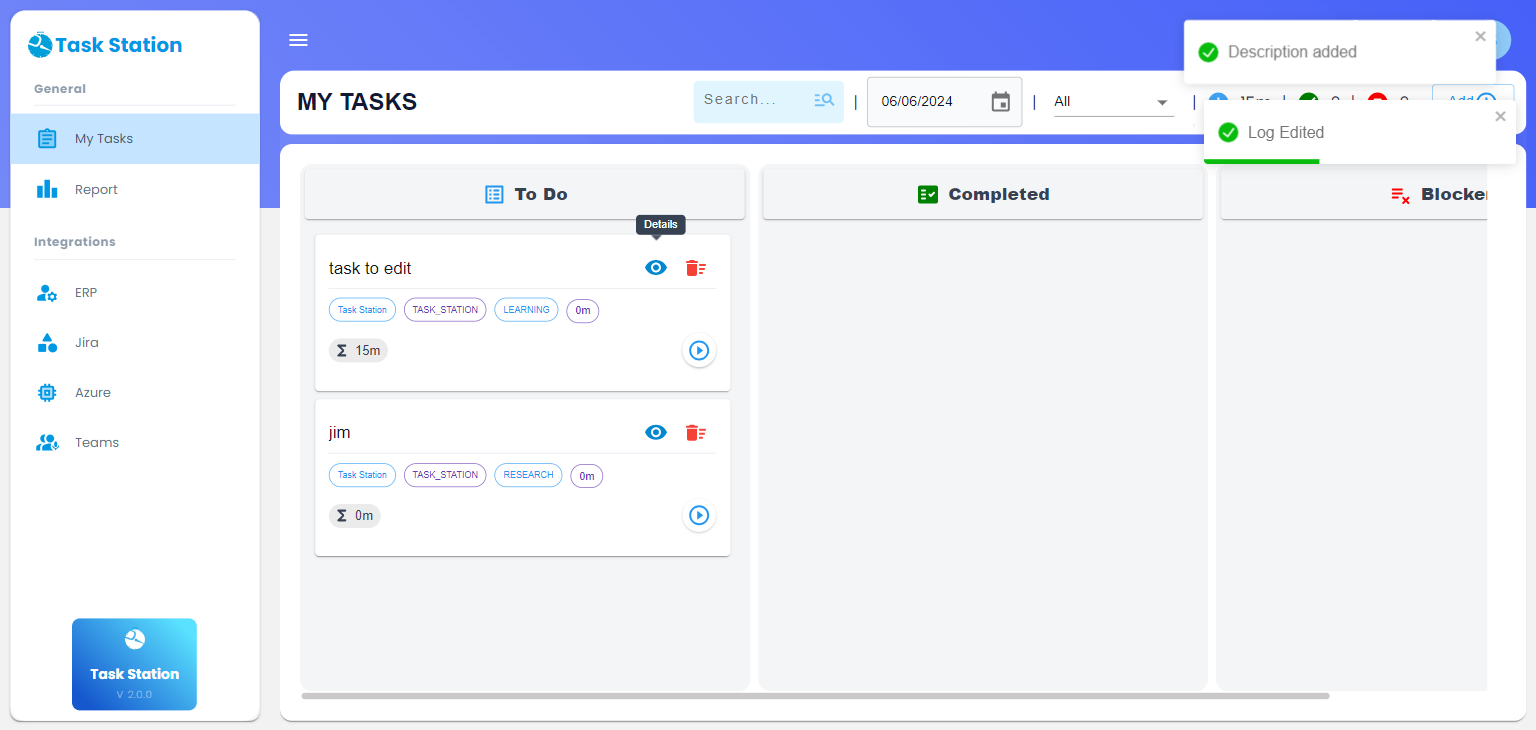 Task Station
General
My Tasks
Report
Integrations
ERP
Jira
Azure
Teams
Task Station
V 2.0.0
Description added
Log Edited
MY TASKS
Search...
|
06/06/2024
|
All
|
15m
|
|
Add
To Do
Completed
Details
task to edit
Task Station
TASK_STATION
LEARNING
0m
Σ 15m
jim
Task Station
TASK_STATION
RESEARCH
0m
Σ 0m